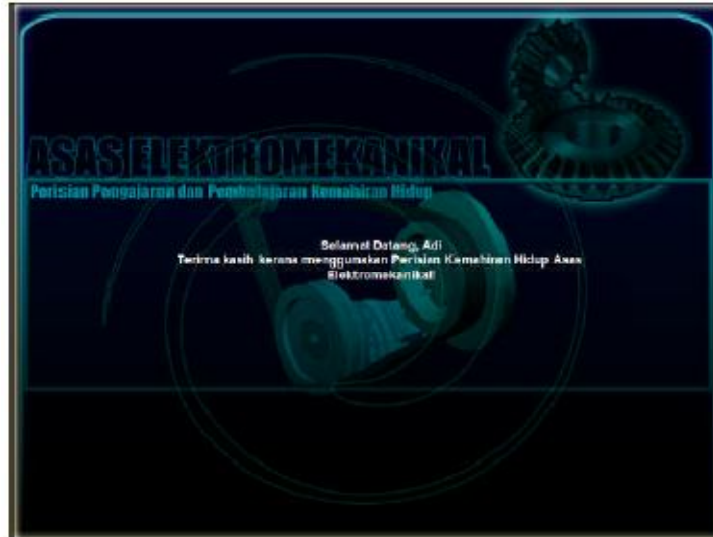 ASAS ELEKTROMEKANIKAL
Perisian Pengajaran dan Pembelajaran Kemahiran Hidup
Selamat Datang, Adi
Terima kasih kerana menggunakan Perisian Kemahiran Hidup Asas
Elektromekanikal!